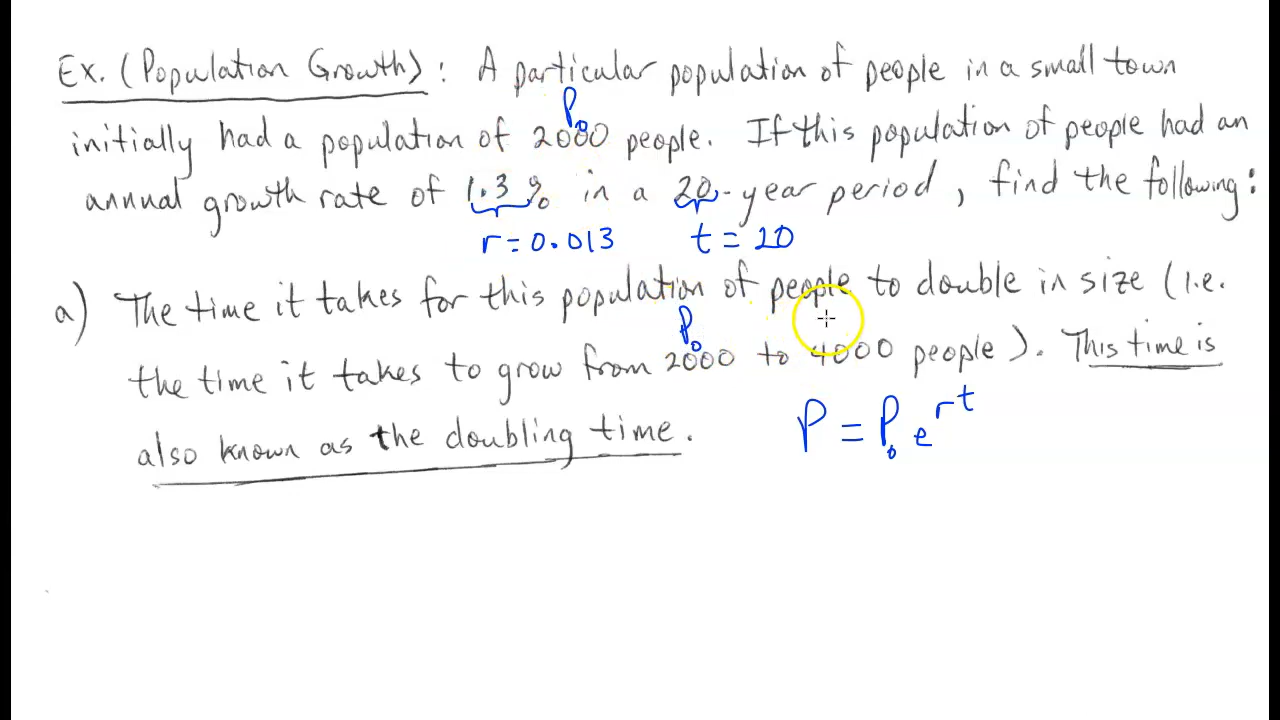 Ex. (Population Growth): A particular population of people in a small town
P₀
initially had a population of 2000 people. If this population of people had an
annual growth rate of 1.3% in a 20-year period, find the following:
r = 0.013 t = 20
a) The time it takes for this population of people to double in size (i.e.
P₀
the time it takes to grow from 2000 to 4000 people). This time is
also known as the doubling time.
P = P₀ e^{rt}